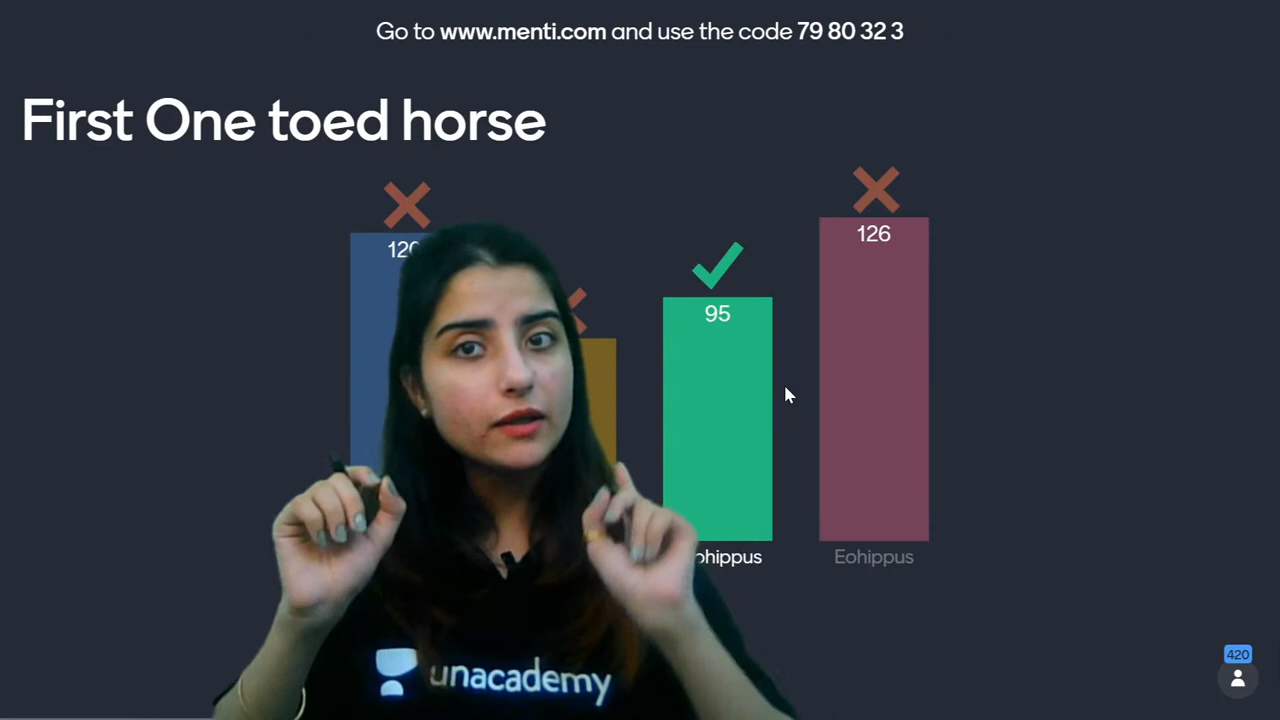 Go to www.menti.com and use the code 79 80 32 3
First One toed horse
126
95
Eohippus
unacademy
420